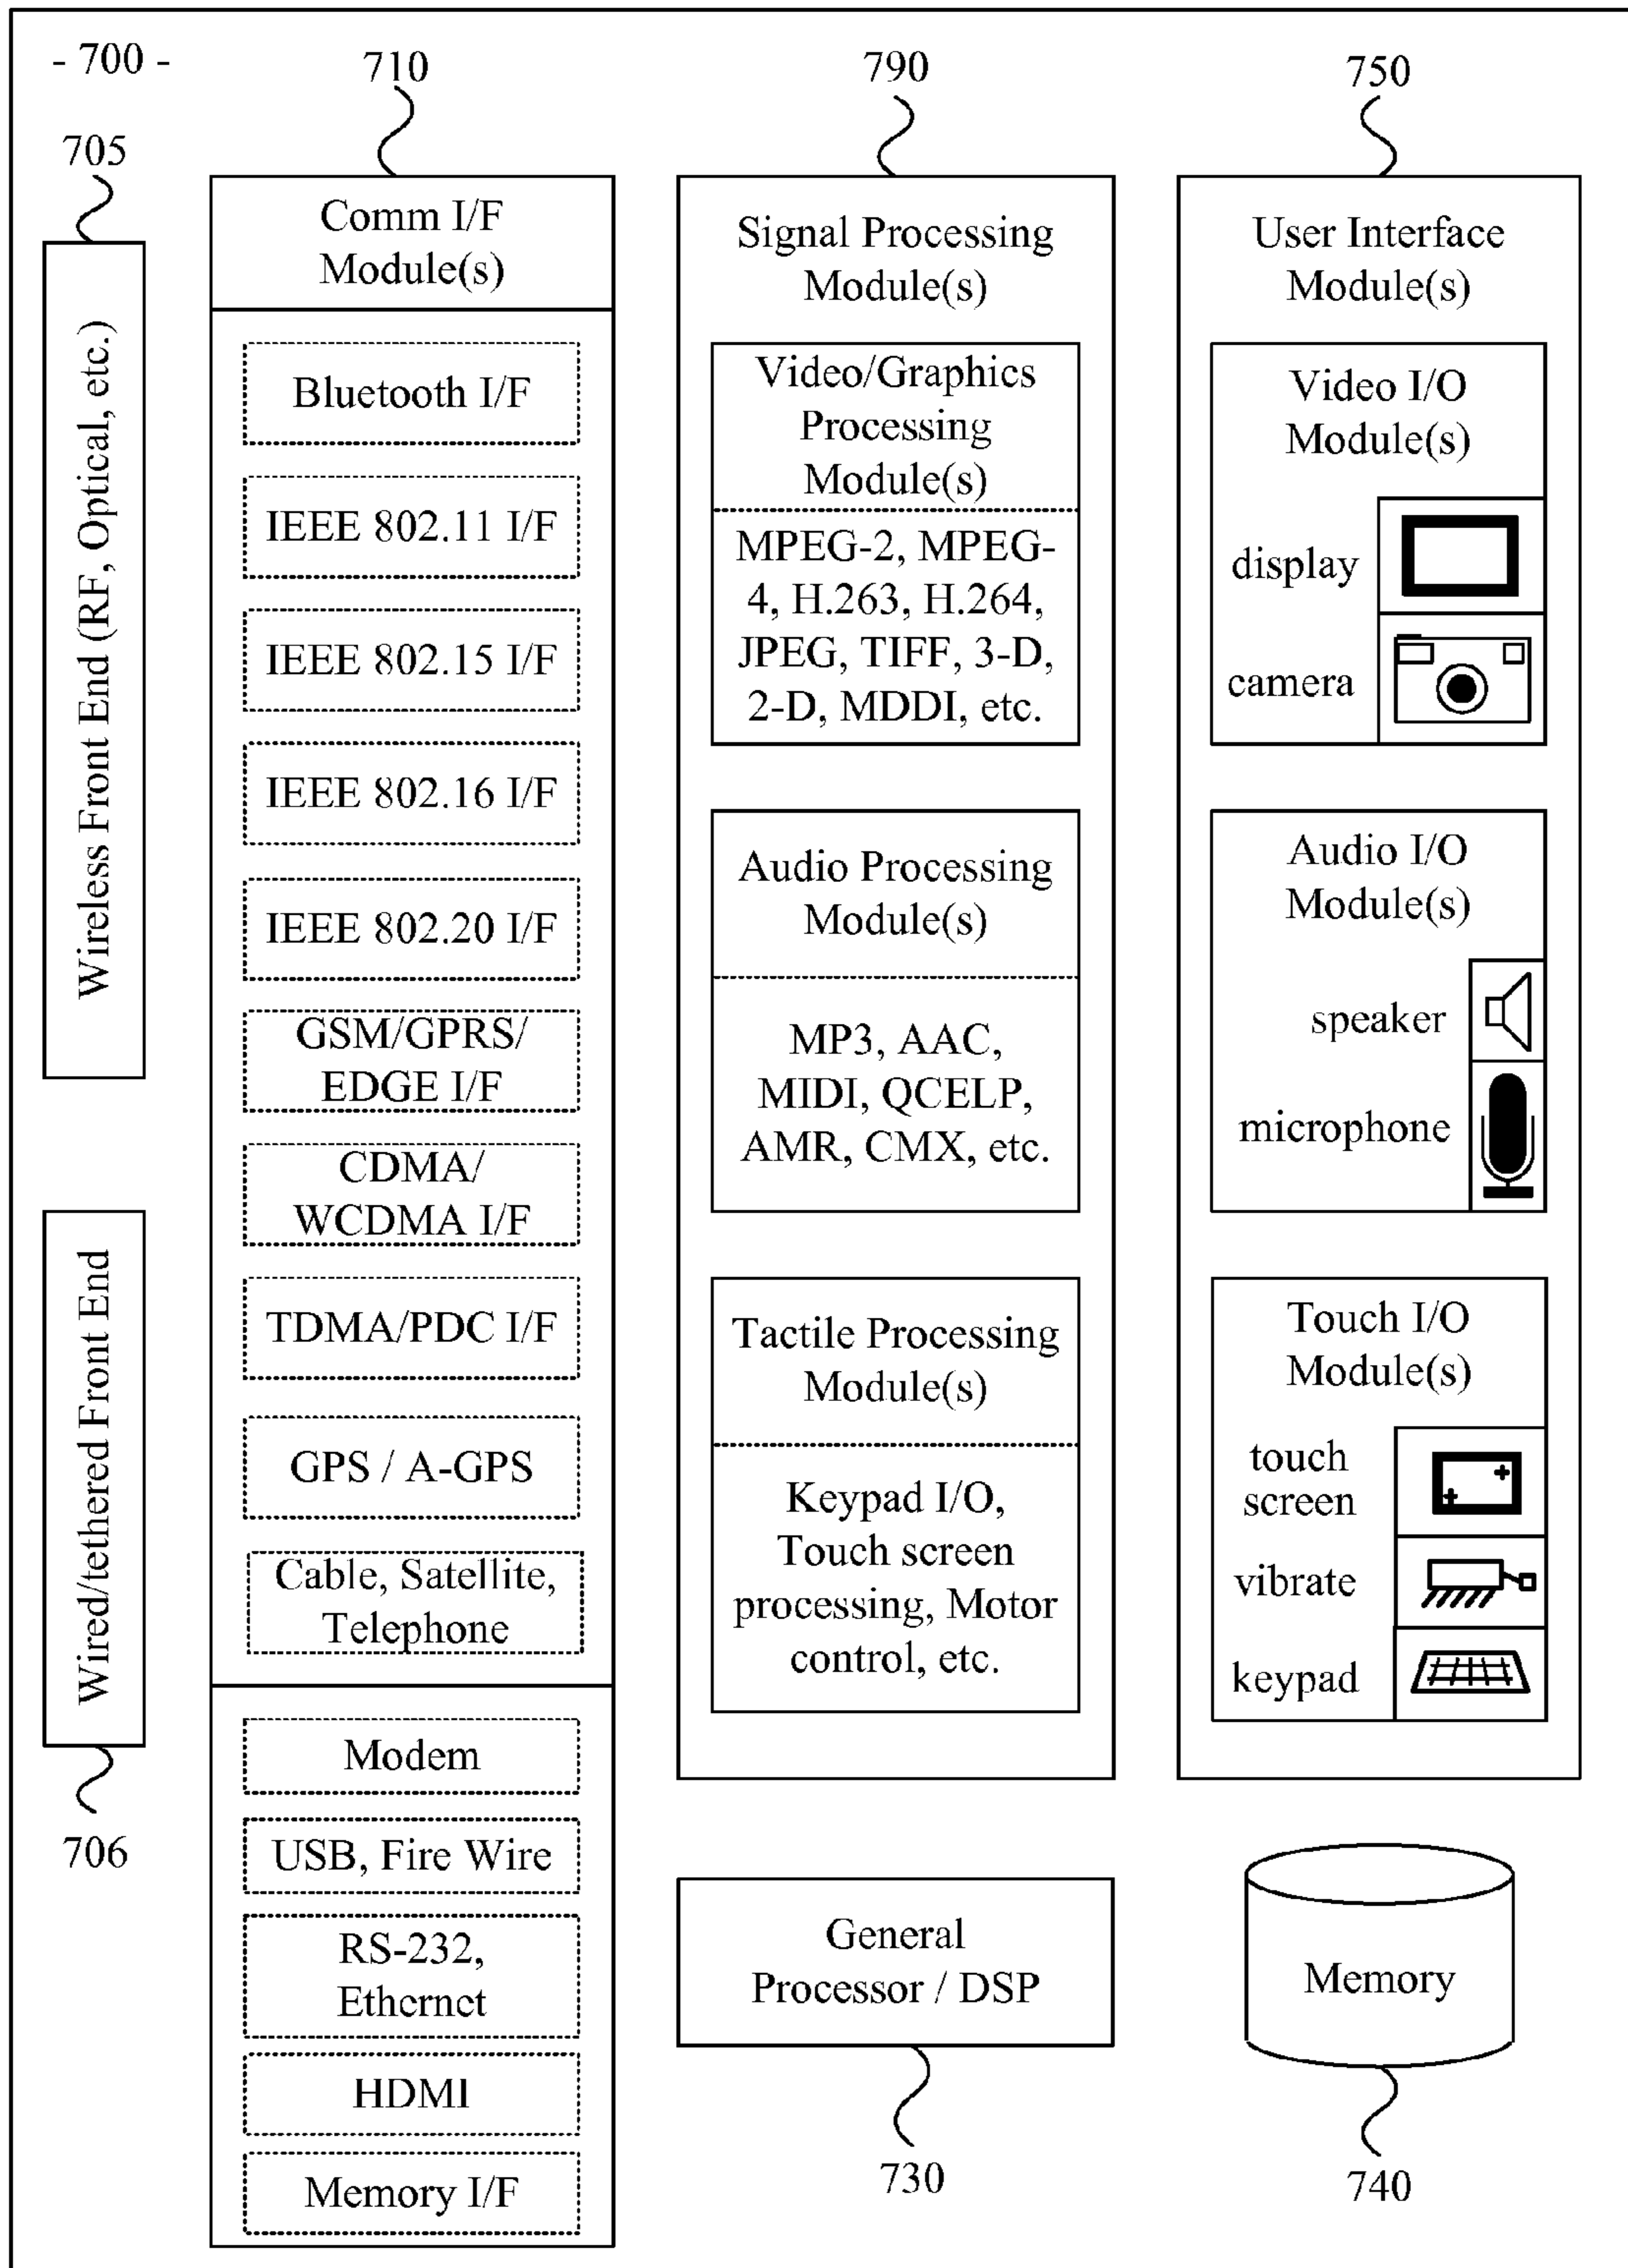 - 700 -
705
Wireless Front End (RF, Optical, etc.)
Wired/tethered Front End
706
710
Comm I/F
Module(s)
Bluetooth I/F
IEEE 802.11 I/F
IEEE 802.15 I/F
IEEE 802.16 I/F
IEEE 802.20 I/F
GSM/GPRS/
EDGE I/F
CDMA/
WCDMA I/F
TDMA/PDC I/F
GPS / A-GPS
Cable, Satellite,
Telephone
Modem
USB, Fire Wire
RS-232,
Ethernet
HDMI
Memory I/F
790
Signal Processing
Module(s)
Video/Graphics
Processing
Module(s)
MPEG-2, MPEG-
4, H.263, H.264,
JPEG, TIFF, 3-D,
2-D, MDDI, etc.
Audio Processing
Module(s)
MP3, AAC,
MIDI, QCELP,
AMR, CMX, etc.
Tactile Processing
Module(s)
Keypad I/O,
Touch screen
processing, Motor
control, etc.
General
Processor / DSP
730
750
User Interface
Module(s)
Video I/O
Module(s)
display
camera
Audio I/O
Module(s)
speaker
microphone
Touch I/O
Module(s)
touch
screen
vibrate
keypad
Memory
740